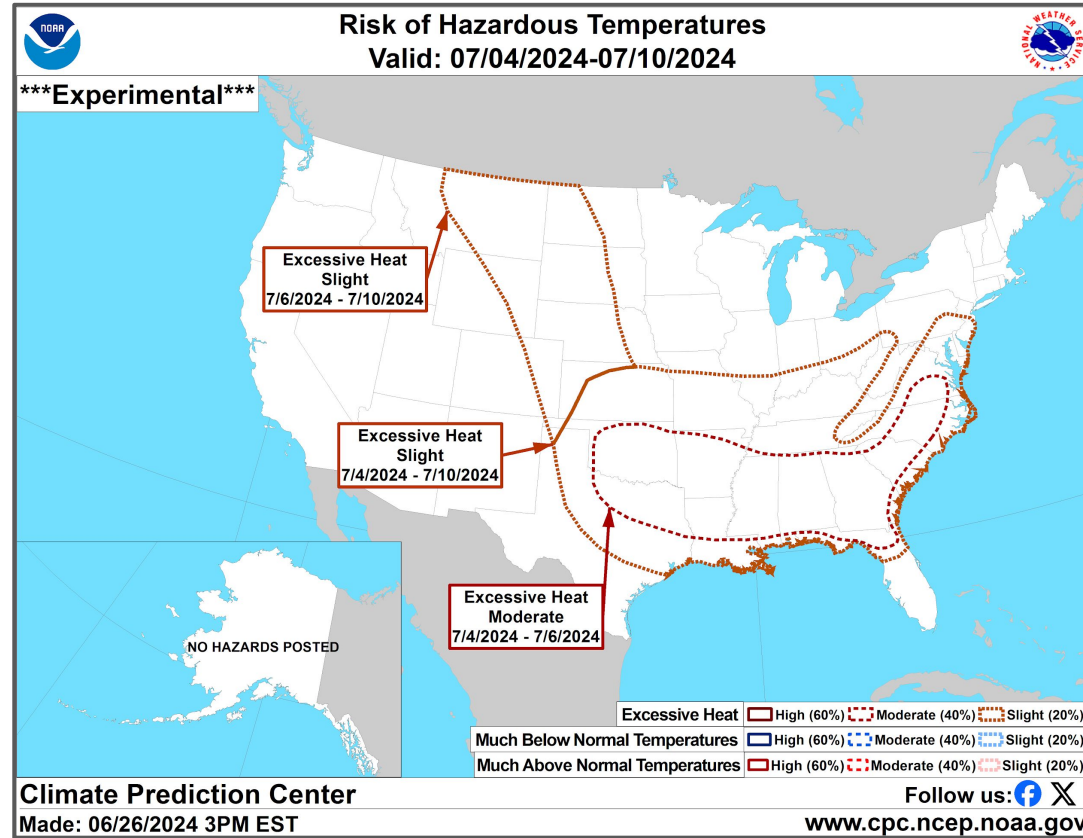 NOAA
Risk of Hazardous Temperatures
Valid: 07/04/2024-07/10/2024
NATIONAL WEATHER SERVICE
***Experimental***
Excessive Heat
Slight
7/6/2024 - 7/10/2024
Excessive Heat
Slight
7/4/2024 - 7/10/2024
Excessive Heat
Moderate
7/4/2024 - 7/6/2024
NO HAZARDS POSTED
Excessive Heat High (60%) Moderate (40%) Slight (20%)
Much Below Normal Temperatures High (60%) Moderate (40%) Slight (20%)
Much Above Normal Temperatures High (60%) Moderate (40%) Slight (20%)
Climate Prediction Center
Follow us:
Made: 06/26/2024 3PM EST
www.cpc.ncep.noaa.gov